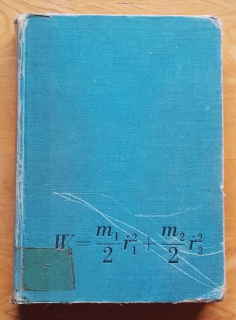 W = m₁/2 ṙ₁² + m₂/2 ṙ₂²